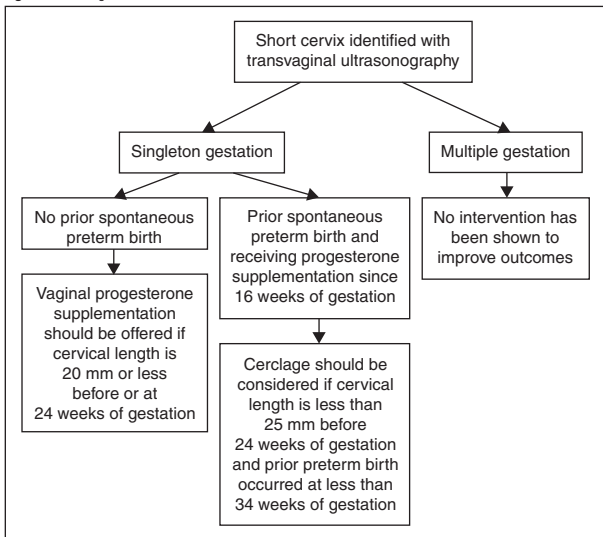 Short cervix identified with
transvaginal ultrasonography
Singleton gestation
Multiple gestation
No prior spontaneous
preterm birth
Prior spontaneous
preterm birth and
receiving progesterone
supplementation since
16 weeks of gestation
No intervention has
been shown to
improve outcomes
Vaginal progesterone
supplementation
should be offered if
cervical length is
20 mm or less
before or at
24 weeks of gestation
Cerclage should be
considered if cervical
length is less than
25 mm before
24 weeks of gestation
and prior preterm birth
occurred at less than
34 weeks of gestation